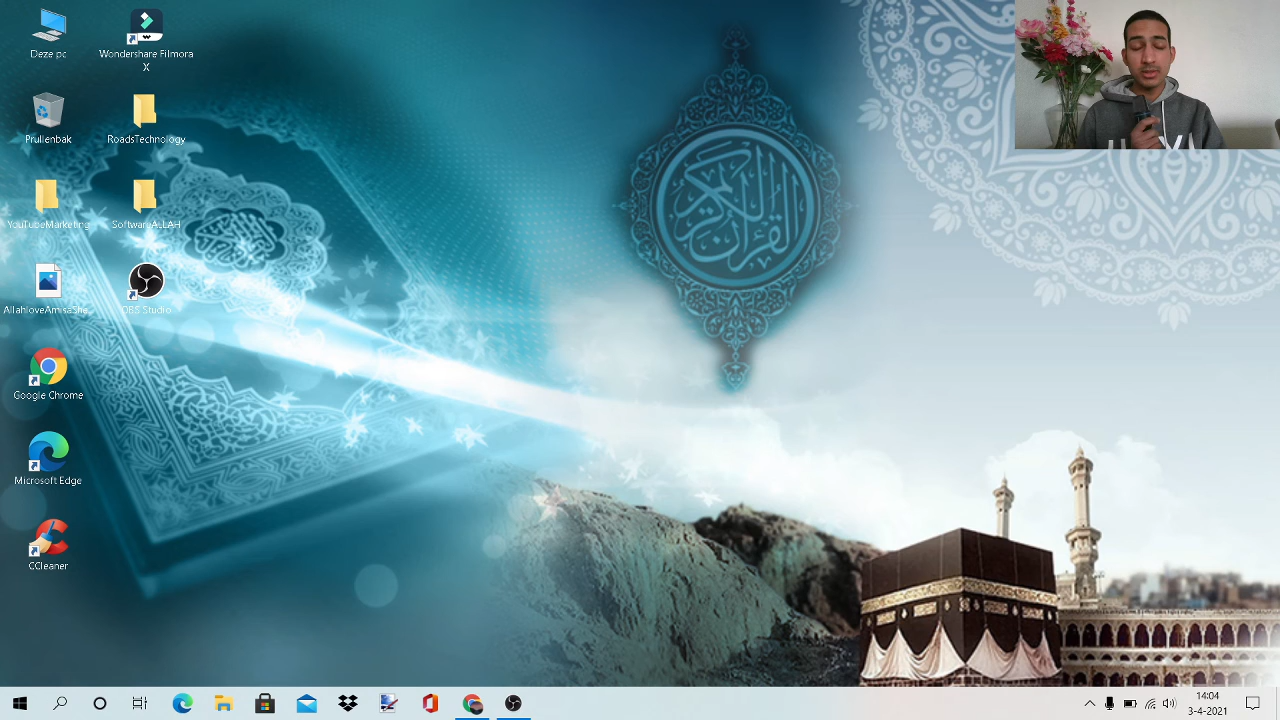 Deze pc
Wondershare Filmora
X
Prullenbak
RoadsTechnology
YouTubeMarketing
SoftwareALLAH
AllahloveAmisaShe...
OBS Studio
Google Chrome
Microsoft Edge
CCleaner
القرآن الكريم
14:04
3-4-2021